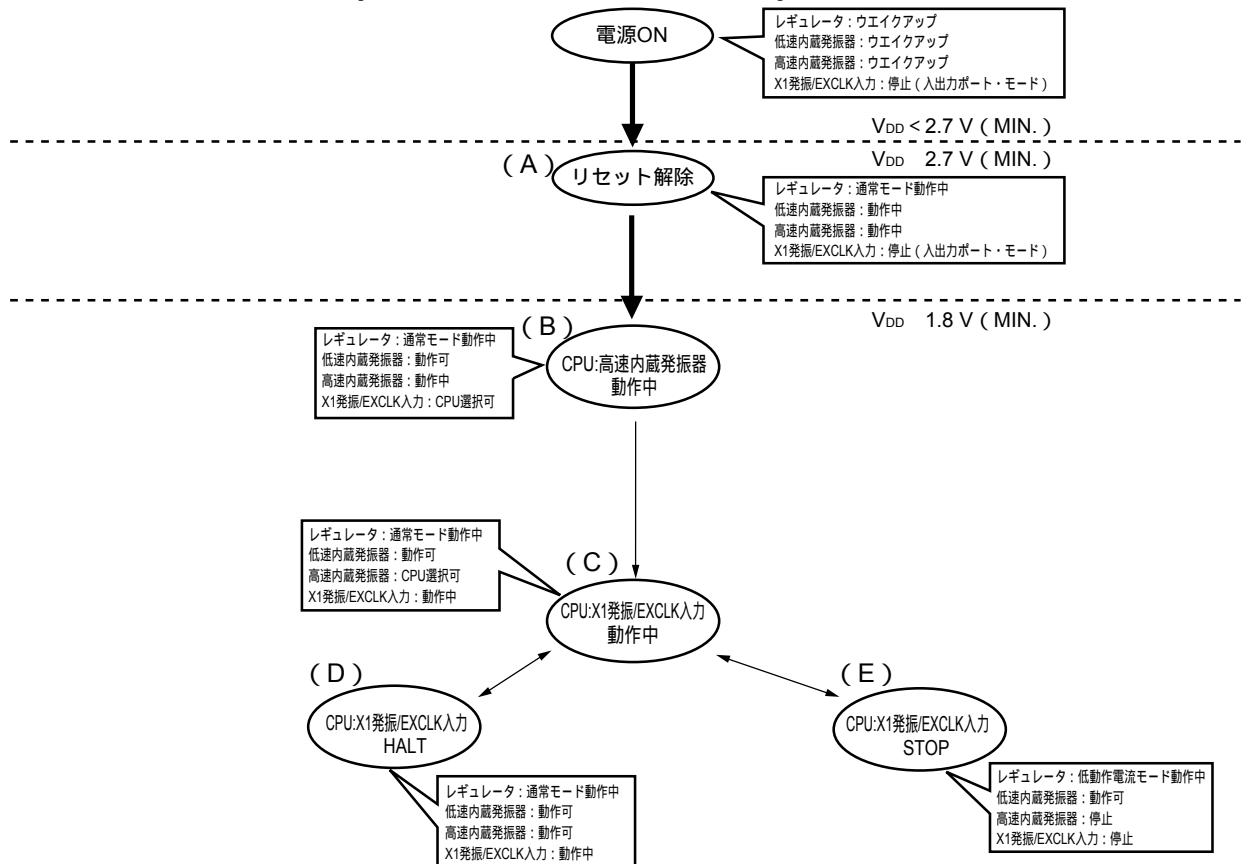 電源ON
レギュレータ：ウエイクアップ
低速内蔵発振器：ウエイクアップ
高速内蔵発振器：ウエイクアップ
X1発振/EXCLK入力：停止（入出力ポート・モード）
VDD < 2.7 V（MIN.）
VDD 2.7 V（MIN.）
（A）
リセット解除
レギュレータ：通常モード動作中
低速内蔵発振器：動作中
高速内蔵発振器：動作中
X1発振/EXCLK入力：停止（入出力ポート・モード）
VDD 1.8 V（MIN.）
（B）
レギュレータ：通常モード動作中
低速内蔵発振器：動作可
高速内蔵発振器：動作中
X1発振/EXCLK入力：CPU選択可
CPU:高速内蔵発振器
動作中
レギュレータ：通常モード動作中
低速内蔵発振器：動作可
高速内蔵発振器：CPU選択可
X1発振/EXCLK入力：動作中
（C）
CPU:X1発振/EXCLK入力
動作中
（D）
CPU:X1発振/EXCLK入力
HALT
（E）
CPU:X1発振/EXCLK入力
STOP
レギュレータ：通常モード動作中
低速内蔵発振器：動作可
高速内蔵発振器：動作可
X1発振/EXCLK入力：動作中
レギュレータ：低動作電流モード動作中
低速内蔵発振器：動作可
高速内蔵発振器：停止
X1発振/EXCLK入力：停止